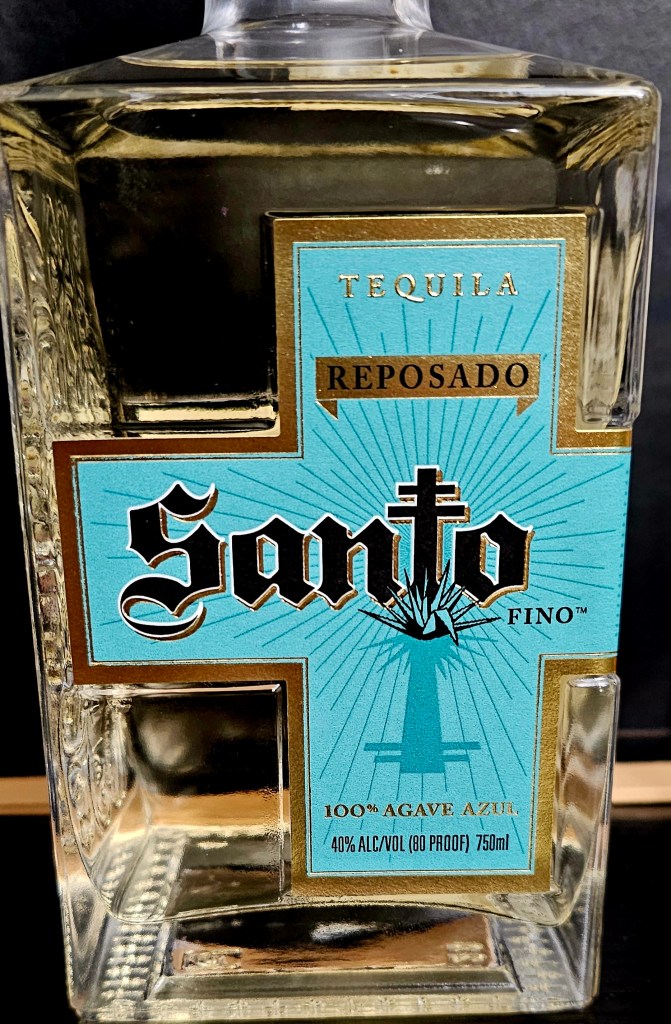 TEQUILA
REPOSADO
Santo
FINO™
100% AGAVE AZUL
40% ALC/VOL (80 PROOF) 750ml